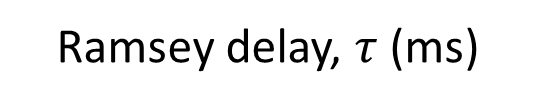 Ramsey delay, τ (ms)